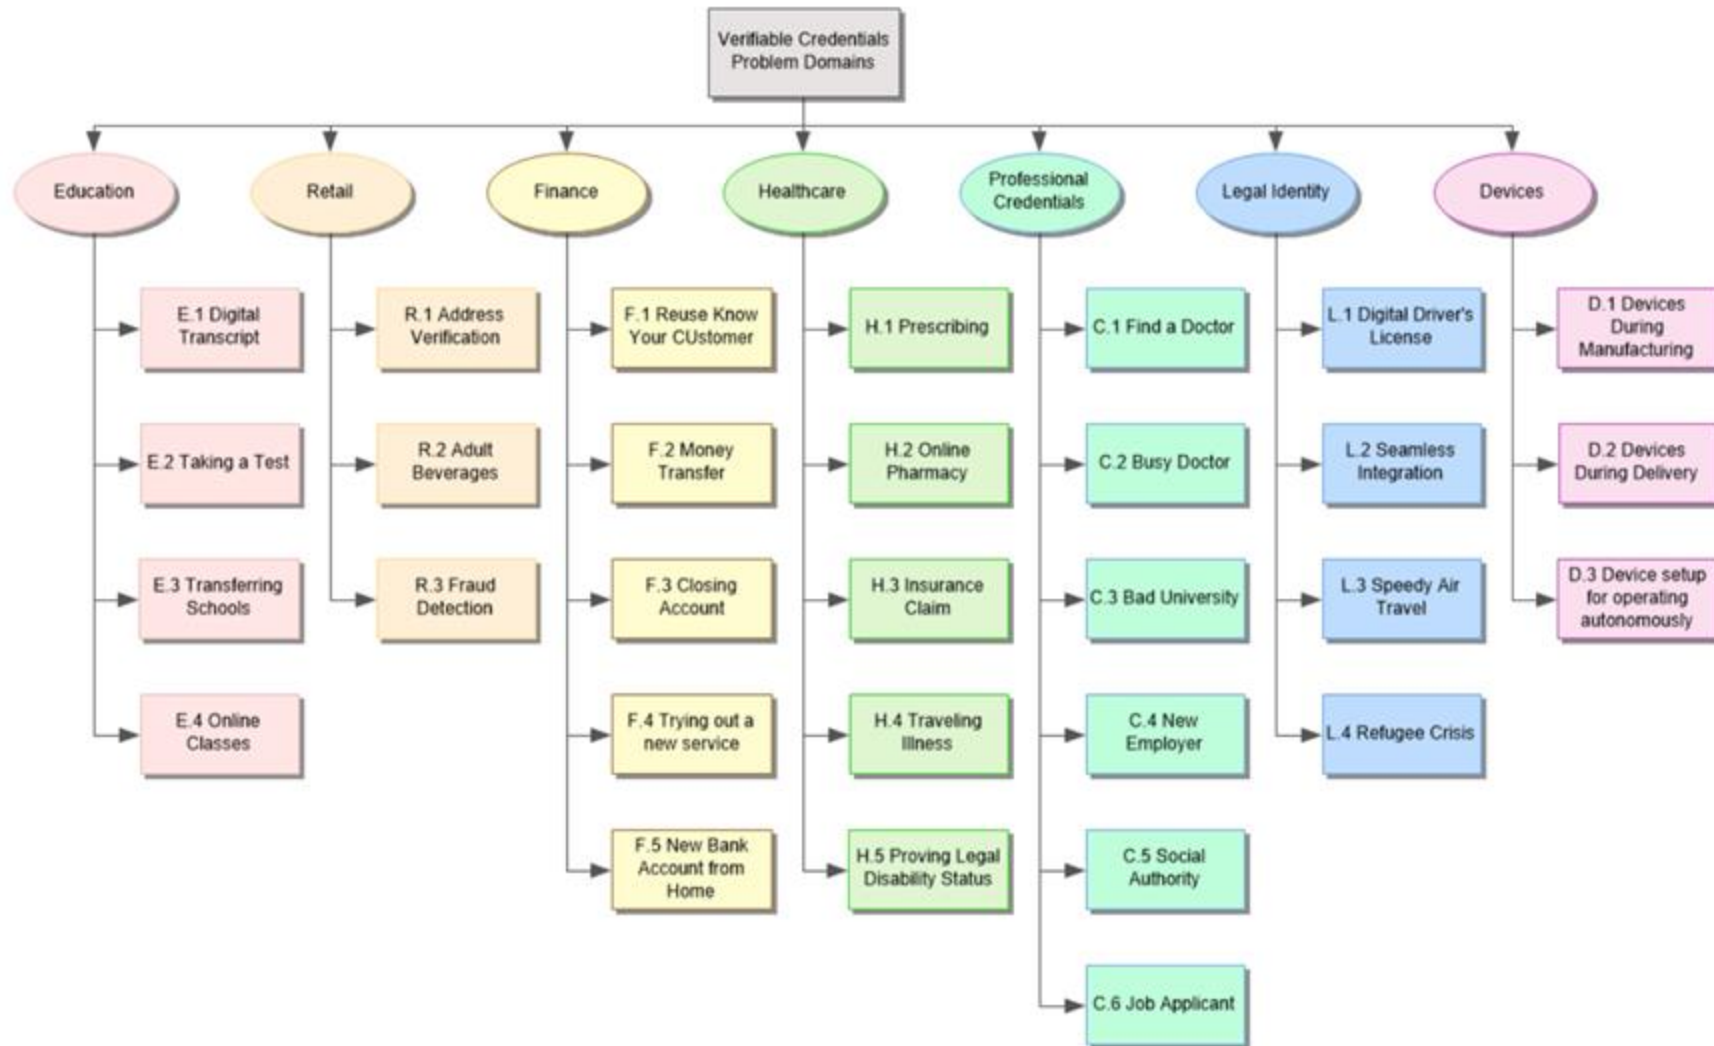 Verifiable Credentials
Problem Domains
Education
Retail
Finance
Healthcare
Professional
Credentials
Legal Identity
Devices
E.1 Digital
Transcript
R.1 Address
Verification
F.1 Reuse Know
Your CUstomer
H.1 Prescribing
C.1 Find a Doctor
L.1 Digital Driver's
License
D.1 Devices
During
Manufacturing
E.2 Taking a Test
R.2 Adult
Beverages
F.2 Money
Transfer
H.2 Online
Pharmacy
C.2 Busy Doctor
L.2 Seamless
Integration
D.2 Devices
During Delivery
E.3 Transferring
Schools
R.3 Fraud
Detection
F.3 Closing
Account
H.3 Insurance
Claim
C.3 Bad University
L.3 Speedy Air
Travel
D.3 Device setup
for operating
autonomously
E.4 Online
Classes
F.4 Trying out a
new service
H.4 Traveling
Illness
C.4 New
Employer
L.4 Refugee Crisis
F.5 New Bank
Account from
Home
H.5 Proving Legal
Disability Status
C.5 Social
Authority
C.6 Job Applicant